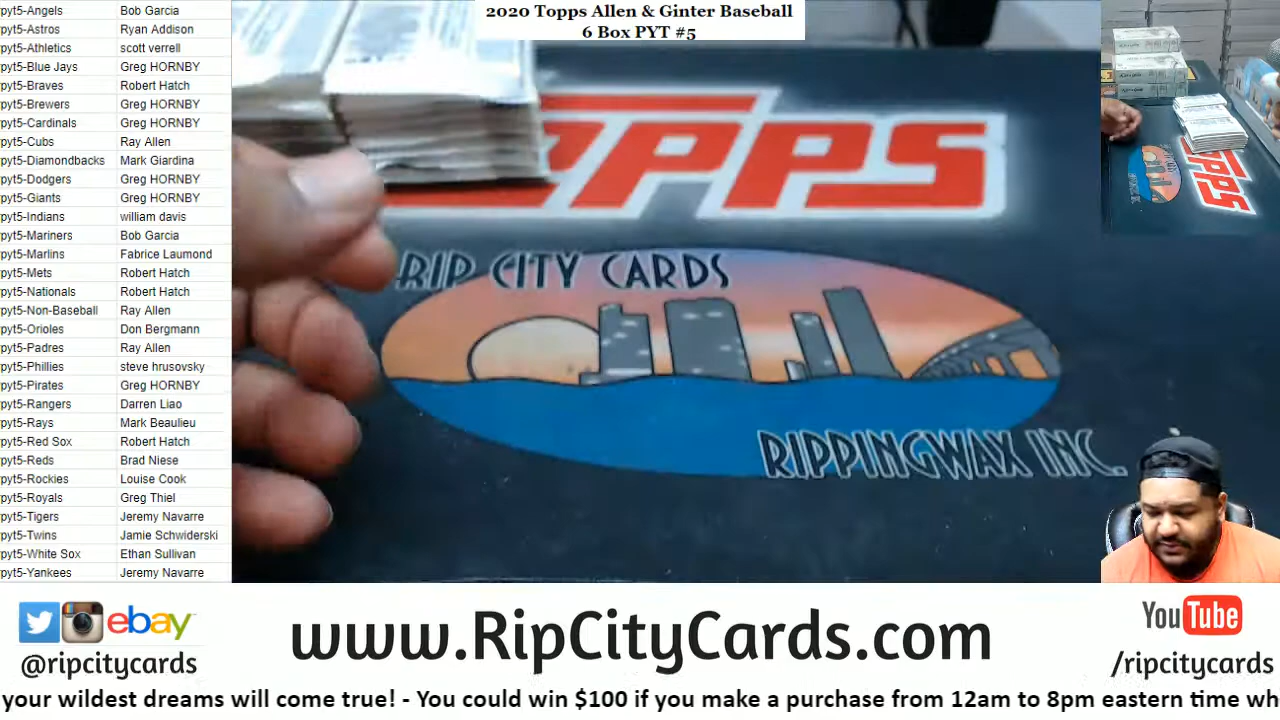 2020 Topps Allen & Ginter Baseball
6 Box PYT #5
pyt5-Angels Bob Garcia
pyt5-Astros Ryan Addison
pyt5-Athletics scott verrell
pyt5-Blue Jays Greg HORNBY
pyt5-Braves Robert Hatch
pyt5-Brewers Greg HORNBY
pyt5-Cardinals Greg HORNBY
pyt5-Cubs Ray Allen
pyt5-Diamondbacks Mark Giardina
pyt5-Dodgers Greg HORNBY
pyt5-Giants Greg HORNBY
pyt5-Indians william davis
pyt5-Mariners Bob Garcia
pyt5-Marlins Fabrice Laumond
pyt5-Mets Robert Hatch
pyt5-Nationals Robert Hatch
pyt5-Non-Baseball Ray Allen
pyt5-Orioles Don Bergmann
pyt5-Padres Ray Allen
pyt5-Phillies steve hrusovsky
pyt5-Pirates Greg HORNBY
pyt5-Rangers Darren Liao
pyt5-Rays Mark Beaulieu
pyt5-Red Sox Robert Hatch
pyt5-Reds Brad Niese
pyt5-Rockies Louise Cook
pyt5-Royals Greg Thiel
pyt5-Tigers Jeremy Navarre
pyt5-Twins Jamie Schwiderski
pyt5-White Sox Ethan Sullivan
pyt5-Yankees Jeremy Navarre
TOPPS
RIP CITY CARDS
RIPPINGWAX INC.
ebay
@ripcitycards
www.RipCityCards.com
YouTube
/ripcitycards
your wildest dreams will come true! - You could win $100 if you make a purchase from 12am to 8pm eastern time wh